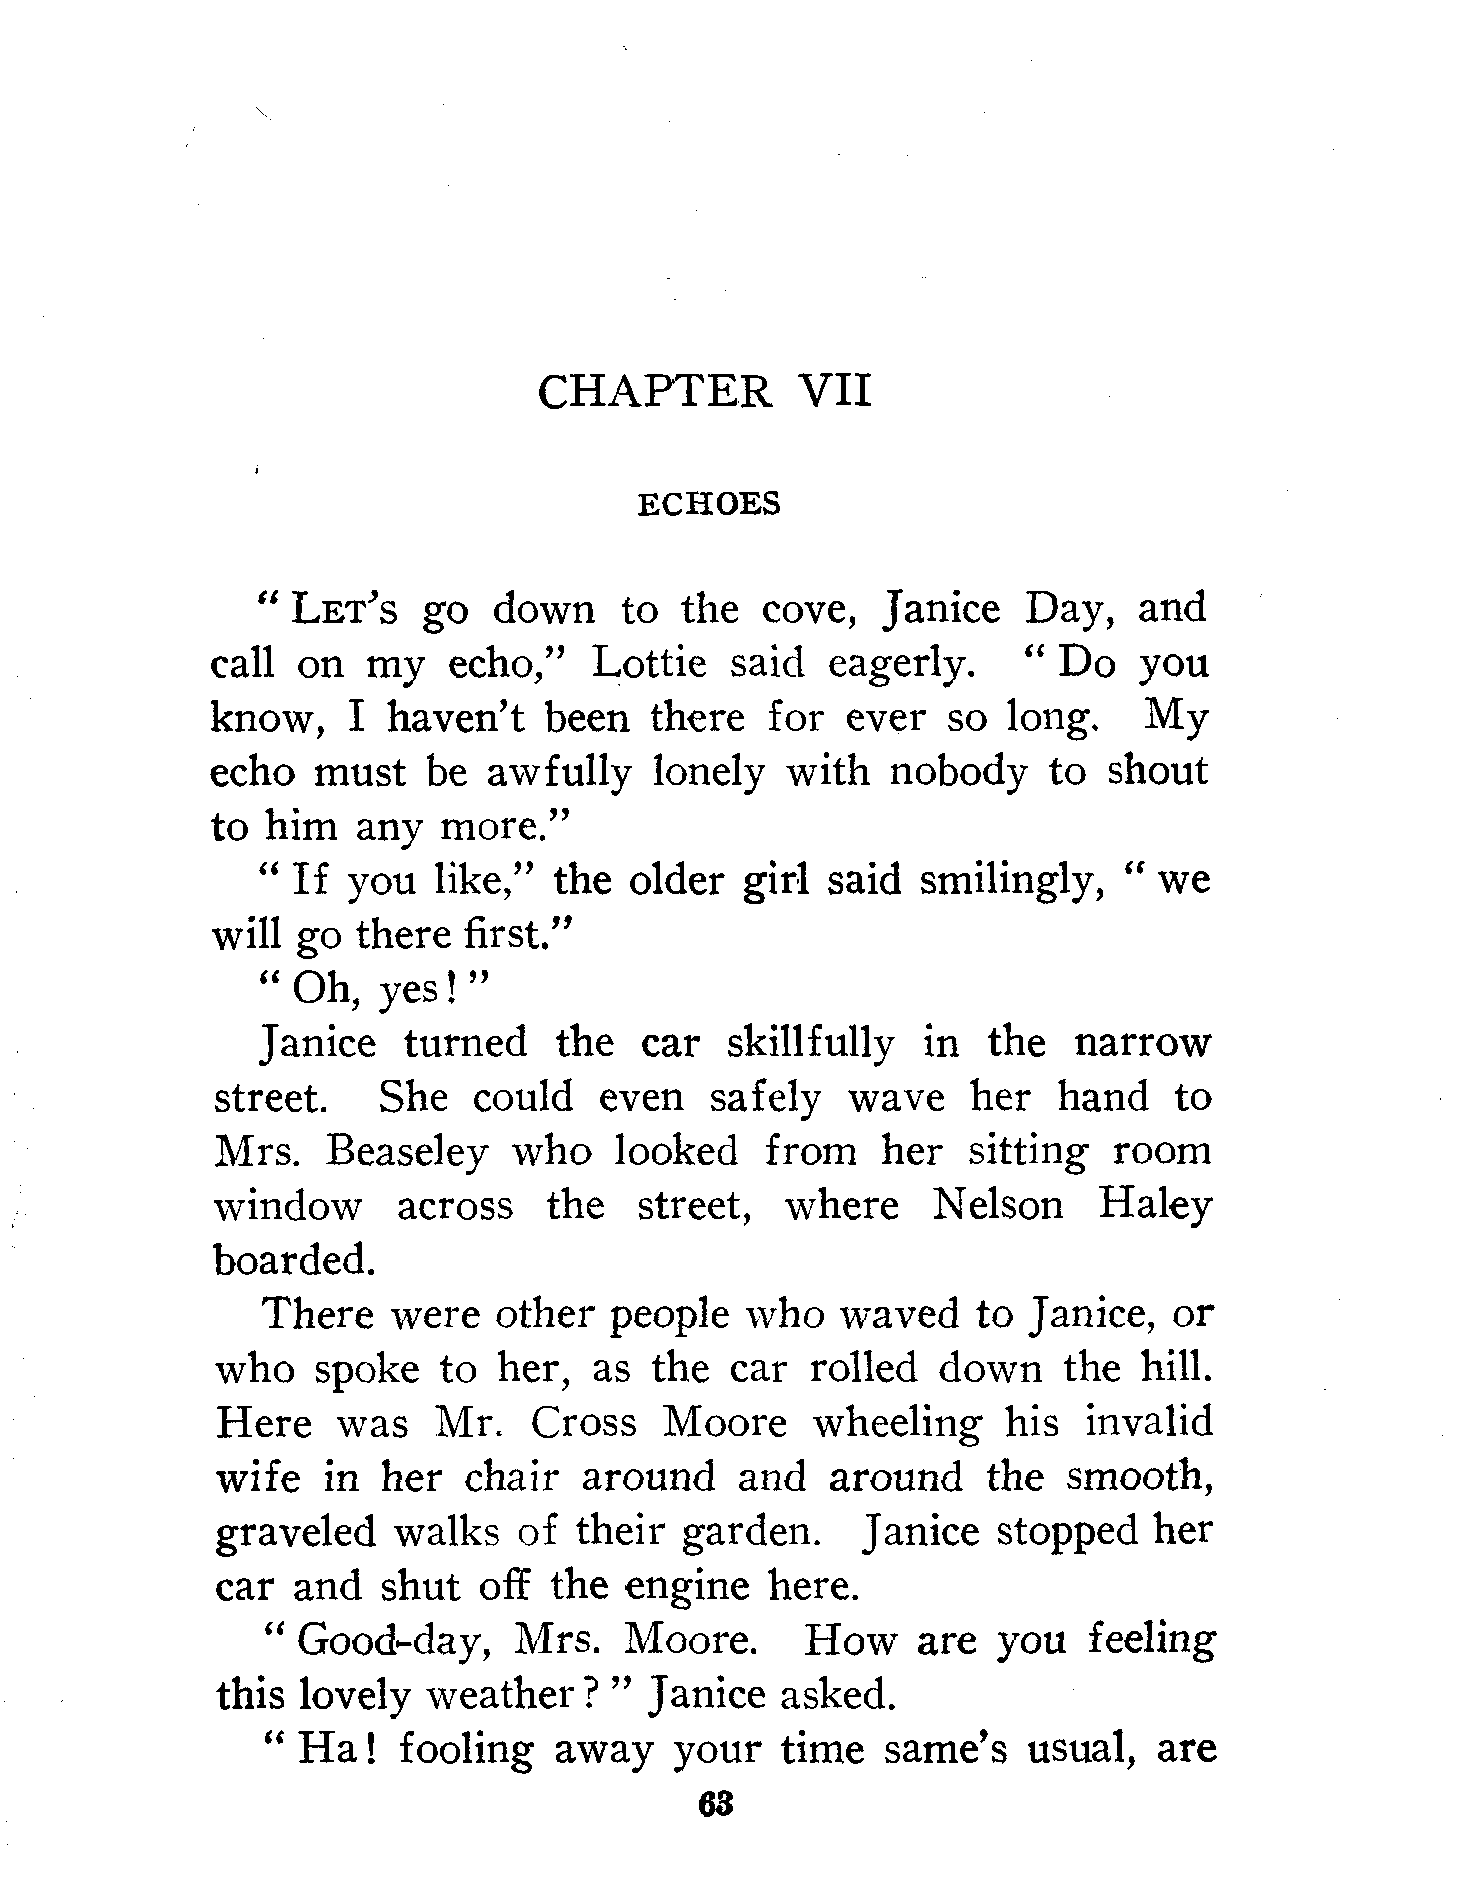 CHAPTER VII
ECHOES
“ LET’S go down to the cove, Janice Day, and
call on my echo,” Lottie said eagerly. “ Do you
know, I haven’t been there for ever so long. My
echo must be awfully lonely with nobody to shout
to him any more.”
“ If you like,” the older girl said smilingly, “ we
will go there first.”
“ Oh, yes! ”
Janice turned the car skillfully in the narrow
street. She could even safely wave her hand to
Mrs. Beaseley who looked from her sitting room
window across the street, where Nelson Haley
boarded.
There were other people who waved to Janice, or
who spoke to her, as the car rolled down the hill.
Here was Mr. Cross Moore wheeling his invalid
wife in her chair around and around the smooth,
graveled walks of their garden. Janice stopped her
car and shut off the engine here.
“ Good-day, Mrs. Moore. How are you feeling
this lovely weather? ” Janice asked.
“ Ha! fooling away your time same’s usual, are
63